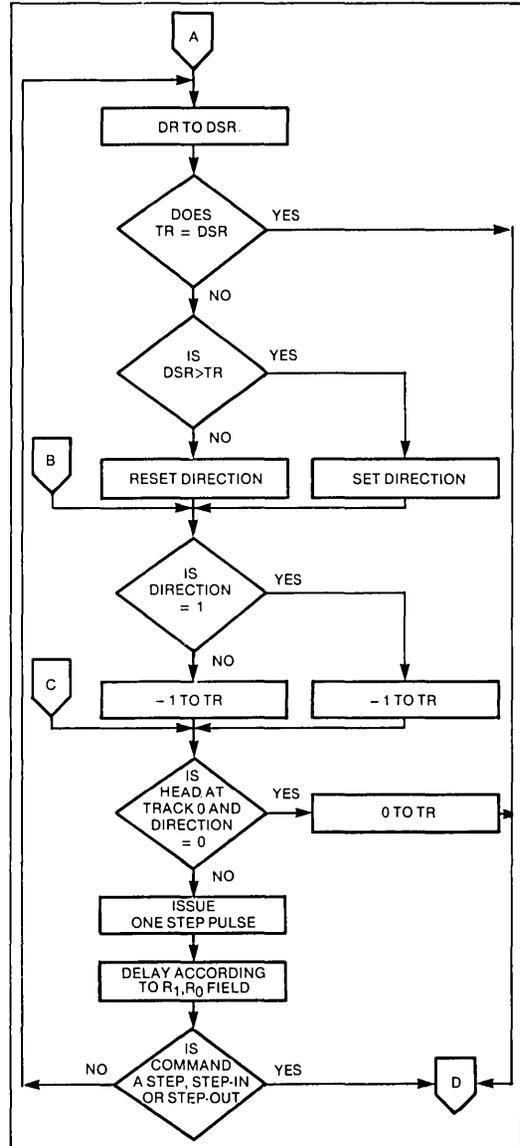 A
DR TO DSR.
DOES
TR = DSR
YES
NO
IS
DSR>TR
YES
NO
B
RESET DIRECTION
SET DIRECTION
IS
DIRECTION
= 1
YES
NO
C
– 1 TO TR
– 1 TO TR
IS
HEAD AT
TRACK 0 AND
DIRECTION
= 0
YES
0 TO TR
NO
ISSUE
ONE STEP PULSE
DELAY ACCORDING
TO R1,R0 FIELD
IS
COMMAND
A STEP, STEP-IN
OR STEP-OUT
NO
YES
D